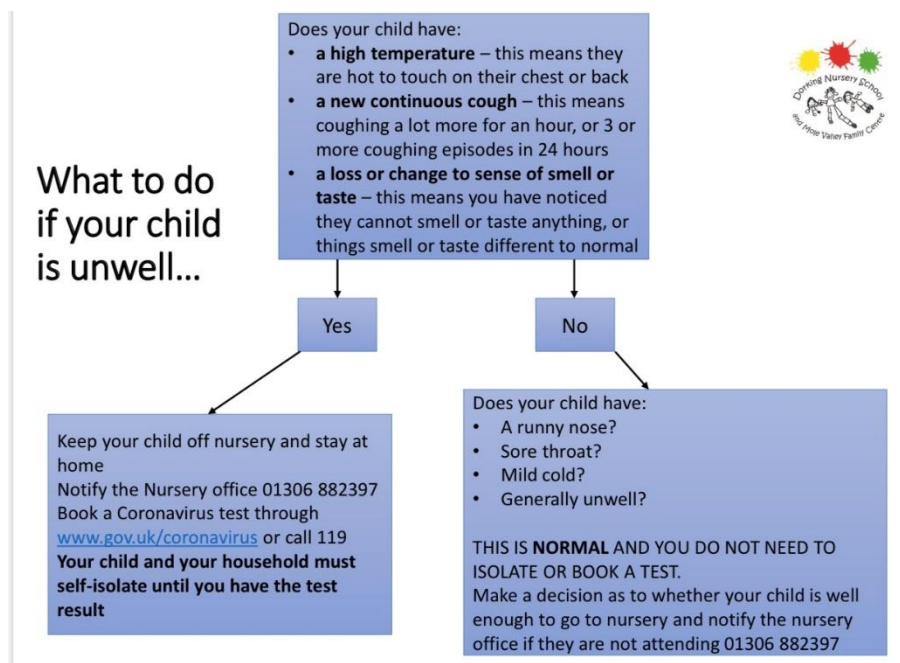 What to do
if your child
is unwell...
Does your child have:
• a high temperature – this means they
are hot to touch on their chest or back
• a new continuous cough – this means
coughing a lot more for an hour, or 3 or
more coughing episodes in 24 hours
• a loss or change to sense of smell or
taste – this means you have noticed
they cannot smell or taste anything, or
things smell or taste different to normal
Dorking Nursery School
and Mole Valley Family Centre
Yes
No
Keep your child off nursery and stay at
home
Notify the Nursery office 01306 882397
Book a Coronavirus test through
www.gov.uk/coronavirus or call 119
Your child and your household must
self-isolate until you have the test
result
Does your child have:
• A runny nose?
• Sore throat?
• Mild cold?
• Generally unwell?
THIS IS NORMAL AND YOU DO NOT NEED TO
ISOLATE OR BOOK A TEST.
Make a decision as to whether your child is well
enough to go to nursery and notify the nursery
office if they are not attending 01306 882397